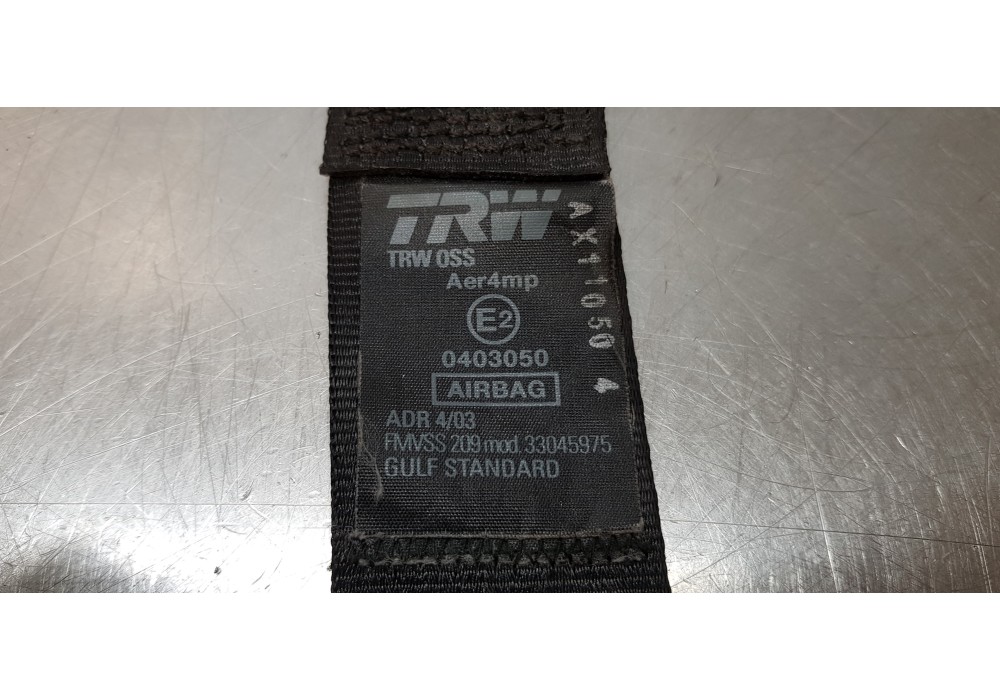 TRW
TRW OSS
Aer4mp
E2
0403050
AIRBAG
ADR 4/03
FMVSS 209 mod. 33045975
GULF STANDARD
AX11050 4